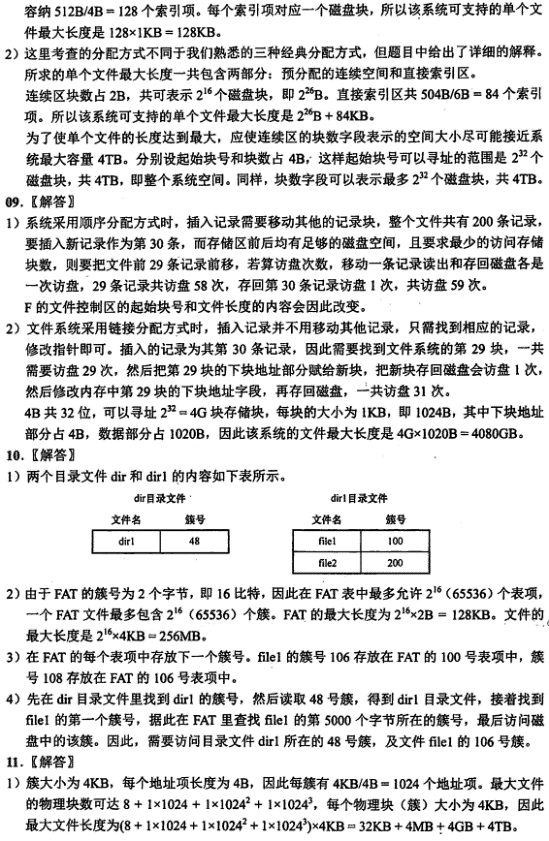 容纳 512B/4B = 128 个索引项。每个索引项对应一个磁盘块，所以该系统可支持的单个文
件最大长度是 128×1KB = 128KB。
2）这里考查的分配方式不同于我们熟悉的三种经典分配方式，但题目中给出了详细的解释。
所求的单个文件最大长度一共包含两部分：预分配的连续空间和直接索引区。
连续区块数占 2B，共可表示 2¹⁶ 个磁盘块，即 2²⁶B。直接索引区共 504B/6B = 84 个索引
项。所以该系统可支持的单个文件最大长度是 2²⁶B + 84KB。
为了使单个文件的长度达到最大，应使连续区的块数字段表示的空间大小尽可能接近系
统最大容量 4TB。分别设起始块号和块数占 4B，这样起始块号可以寻址的范围是 2³² 个
磁盘块，共 4TB，即整个系统空间。同样，块数字段可以表示最多 2³² 个磁盘块，共 4TB。
09.【解答】
1）系统采用顺序分配方式时，插入记录需要移动其他的记录块，整个文件共有 200 条记录，
要插入新记录作为第 30 条，而存储区前后均有足够的磁盘空间，且要求最少的访问存储
块数，则要把文件前 29 条记录前移，若算访盘次数，移动一条记录读出和存回磁盘各是
一次访盘，29 条记录共访盘 58 次，存回第 30 条记录访盘 1 次，共访盘 59 次。
F 的文件控制区的起始块号和文件长度的内容会因此改变。
2）文件系统采用链接分配方式时，插入记录并不用移动其他记录，只需找到相应的记录，
修改指针即可。插入的记录为其第 30 条记录，因此需要找到文件系统的第 29 块，一共
需要访盘 29 次，然后把第 29 块的下块地址部分赋给新块，把新块存回磁盘会访盘 1 次，
然后修改内存中第 29 块的下块地址字段，再存回磁盘，一共访盘 31 次。
4B 共 32 位，可以寻址 2³² = 4G 块存储块，每块的大小为 1KB，即 1024B，其中下块地址
部分占 4B，数据部分占 1020B，因此该系统的文件最大长度是 4G×1020B = 4080GB。
10.【解答】
1）两个目录文件 dir 和 dir1 的内容如下表所示。
dir目录文件 dir1目录文件
文件名 簇号 文件名 簇号
dir1 48 file1 100
file2 200
2）由于 FAT 的簇号为 2 个字节，即 16 比特，因此在 FAT 表中最多允许 2¹⁶（65536）个表项，
一个 FAT 文件最多包含 2¹⁶（65536）个簇。FAT 的最大长度为 2¹⁶×2B = 128KB。文件的
最大长度是 2¹⁶×4KB = 256MB。
3）在 FAT 的每个表项中存放下一个簇号。file1 的簇号 106 存放在 FAT 的 100 号表项中，簇
号 108 存放在 FAT 的 106 号表项中。
4）先在 dir 目录文件里找到 dir1 的簇号，然后读取 48 号簇，得到 dir1 目录文件，接着找到
file1 的第一个簇号，据此在 FAT 里查找 file1 的第 5000 个字节所在的簇号，最后访问磁
盘中的该簇。因此，需要访问目录文件 dir1 所在的 48 号簇，及文件 file1 的 106 号簇。
11.【解答】
1）簇大小为 4KB，每个地址项长度为 4B，因此每簇有 4KB/4B = 1024 个地址项。最大文件
的物理块数可达 8 + 1×1024 + 1×1024² + 1×1024³，每个物理块（簇）大小为 4KB，因此
最大文件长度为(8 + 1×1024 + 1×1024² + 1×1024³)×4KB = 32KB + 4MB + 4GB + 4TB。